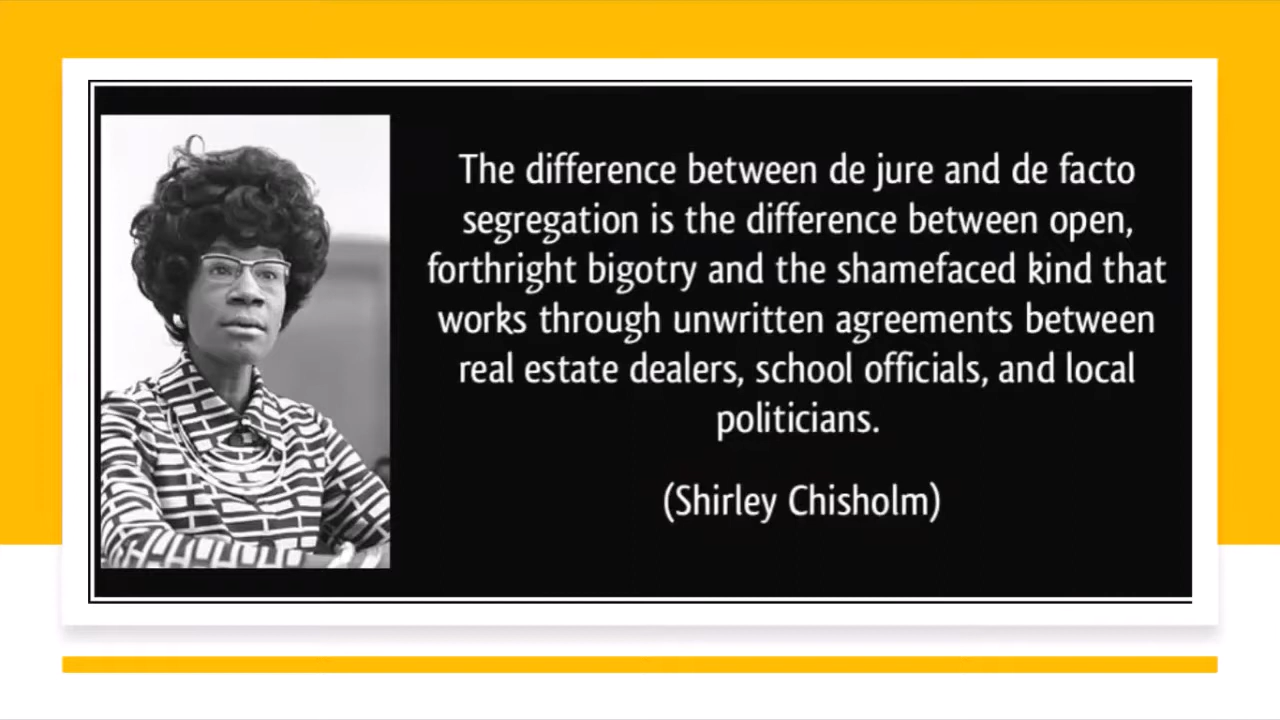 The difference between de jure and de facto
segregation is the difference between open,
forthright bigotry and the shamefaced kind that
works through unwritten agreements between
real estate dealers, school officials, and local
politicians.
(Shirley Chisholm)